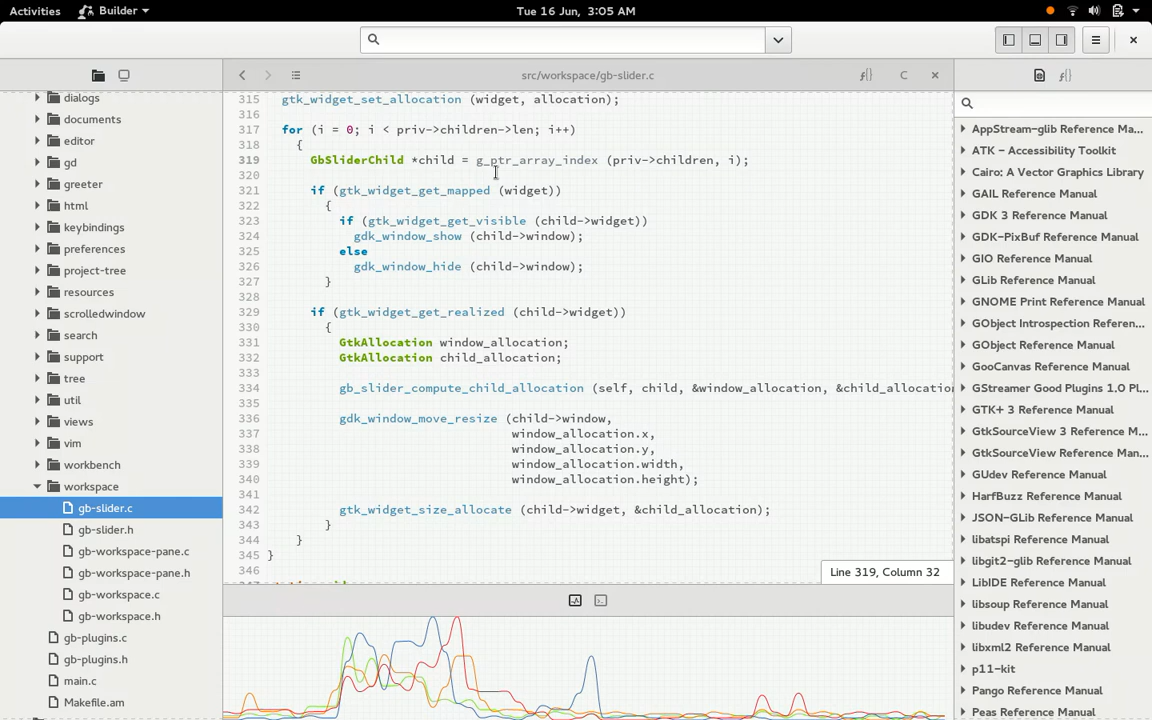 Activities
Builder
Tue 16 Jun, 3:05 AM
src/workspace/gb-slider.c
dialogs
documents
editor
gd
greeter
html
keybindings
preferences
project-tree
resources
scrolledwindow
search
support
tree
util
views
vim
workbench
workspace
gb-slider.c
gb-slider.h
gb-workspace-pane.c
gb-workspace-pane.h
gb-workspace.c
gb-workspace.h
gb-plugins.c
gb-plugins.h
main.c
Makefile.am
315 gtk_widget_set_allocation (widget, allocation);
316
317 for (i = 0; i < priv->children->len; i++)
318 {
319 GbSliderChild *child = g_ptr_array_index (priv->children, i);
320
321 if (gtk_widget_get_mapped (widget))
322 {
323 if (gtk_widget_get_visible (child->widget))
324 gdk_window_show (child->window);
325 else
326 gdk_window_hide (child->window);
327 }
328
329 if (gtk_widget_get_realized (child->widget))
330 {
331 GtkAllocation window_allocation;
332 GtkAllocation child_allocation;
333
334 gb_slider_compute_child_allocation (self, child, &window_allocation, &child_allocation
335
336 gdk_window_move_resize (child->window,
337 window_allocation.x,
338 window_allocation.y,
339 window_allocation.width,
340 window_allocation.height);
341
342 gtk_widget_size_allocate (child->widget, &child_allocation);
343 }
344 }
345 }
346
Line 319, Column 32
AppStream-glib Reference Ma...
ATK - Accessibility Toolkit
Cairo: A Vector Graphics Library
GAIL Reference Manual
GDK 3 Reference Manual
GDK-PixBuf Reference Manual
GIO Reference Manual
GLib Reference Manual
GNOME Print Reference Manual
GObject Introspection Referen...
GObject Reference Manual
GooCanvas Reference Manual
GStreamer Good Plugins 1.0 Pl...
GTK+ 3 Reference Manual
GtkSourceView 3 Reference M...
GtkSourceView Reference Man...
GUdev Reference Manual
HarfBuzz Reference Manual
JSON-GLib Reference Manual
libatspi Reference Manual
libgit2-glib Reference Manual
LibIDE Reference Manual
libsoup Reference Manual
libudev Reference Manual
libxml2 Reference Manual
p11-kit
Pango Reference Manual
Peas Reference Manual